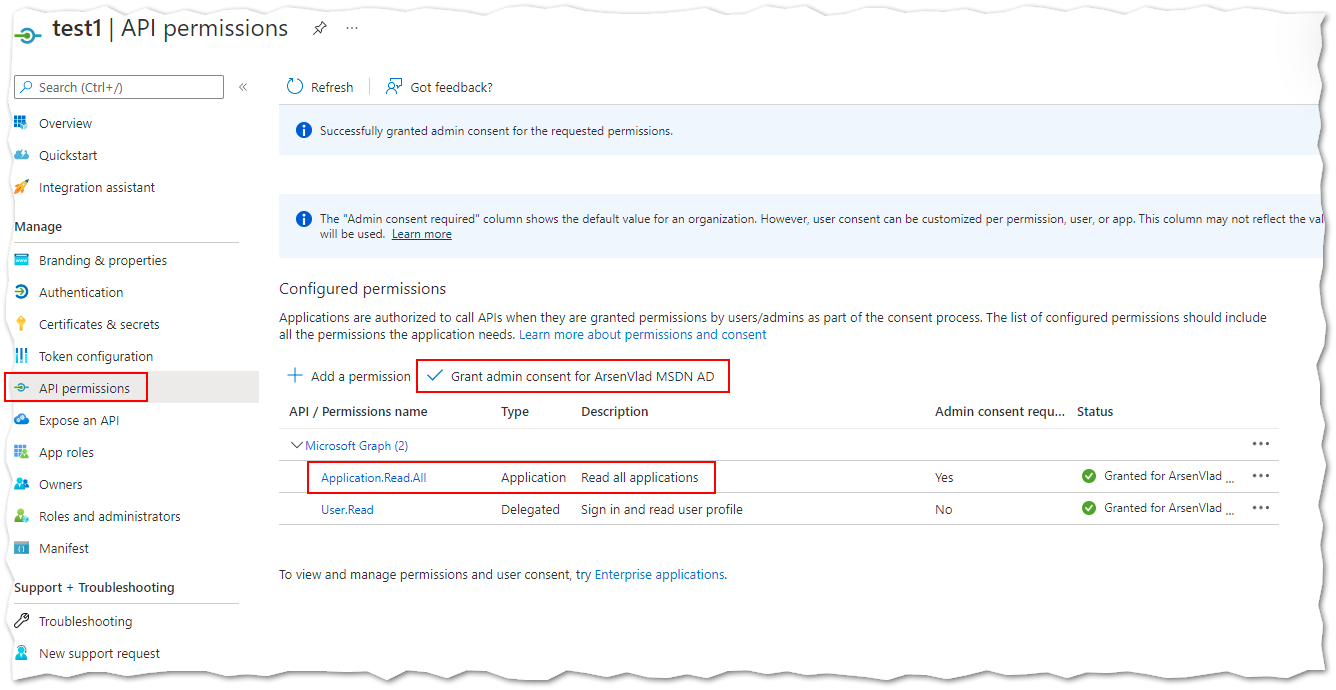 test1 | API permissions ...
Search (Ctrl+/) «
Refresh Got feedback?
Overview
Quickstart
Integration assistant
Manage
Branding & properties
Authentication
Certificates & secrets
Token configuration
API permissions
Expose an API
App roles
Owners
Roles and administrators
Manifest
Support + Troubleshooting
Troubleshooting
New support request
Successfully granted admin consent for the requested permissions.
The "Admin consent required" column shows the default value for an organization. However, user consent can be customized per permission, user, or app. This column may not reflect the val
will be used. Learn more
Configured permissions
Applications are authorized to call APIs when they are granted permissions by users/admins as part of the consent process. The list of configured permissions should include
all the permissions the application needs. Learn more about permissions and consent
Add a permission Grant admin consent for ArsenVlad MSDN AD
API / Permissions name Type Description Admin consent requ... Status
Microsoft Graph (2) ...
Application.Read.All Application Read all applications Yes Granted for ArsenVlad ... ...
User.Read Delegated Sign in and read user profile No Granted for ArsenVlad ... ...
To view and manage permissions and user consent, try Enterprise applications.